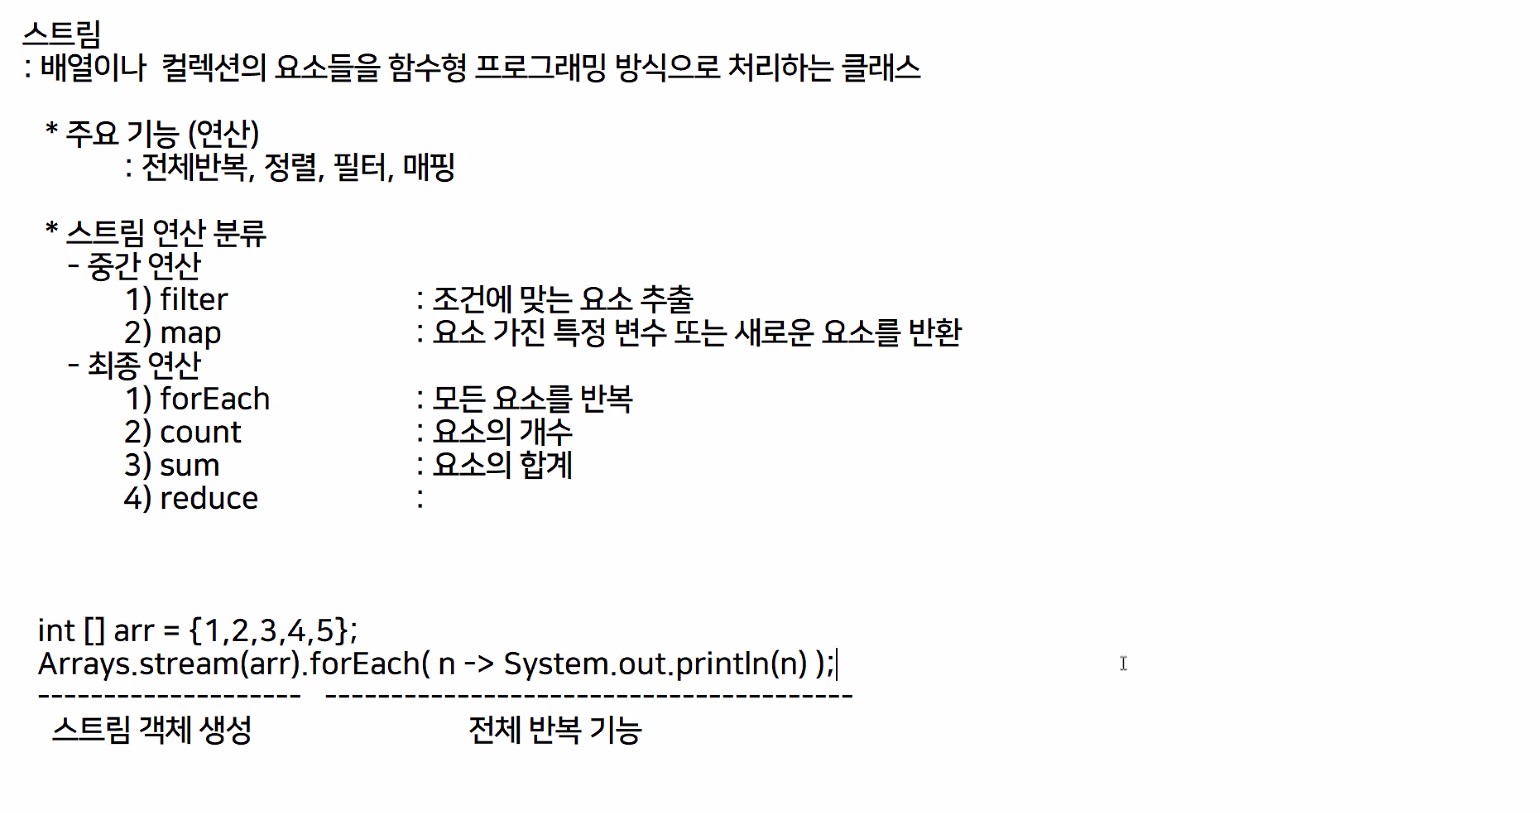 스트림
: 배열이나  컬렉션의 요소들을 함수형 프로그래밍 방식으로 처리하는 클래스
* 주요 기능 (연산)
: 전체반복, 정렬, 필터, 매핑
* 스트림 연산 분류
- 중간 연산
1) filter : 조건에 맞는 요소 추출
2) map : 요소 가진 특정 변수 또는 새로운 요소를 반환
- 최종 연산
1) forEach : 모든 요소를 반복
2) count : 요소의 개수
3) sum : 요소의 합계
4) reduce :
int [] arr = {1,2,3,4,5};
Arrays.stream(arr).forEach( n -> System.out.println(n) );
-------------------- ----------------------------------------
스트림 객체 생성 전체 반복 기능